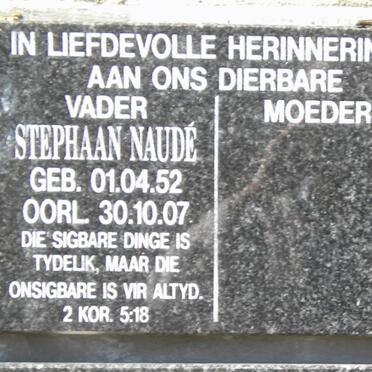 IN LIEFDEVOLLE HERINNERIN
AAN ONS DIERBARE
VADER
STEPHAAN NAUDÉ
GEB. 01.04.52
OORL. 30.10.07
DIE SIGBARE DINGE IS
TYDELIK, MAAR DIE
ONSIGBARE IS VIR ALTYD.
2 KOR. 5:18
MOEDER